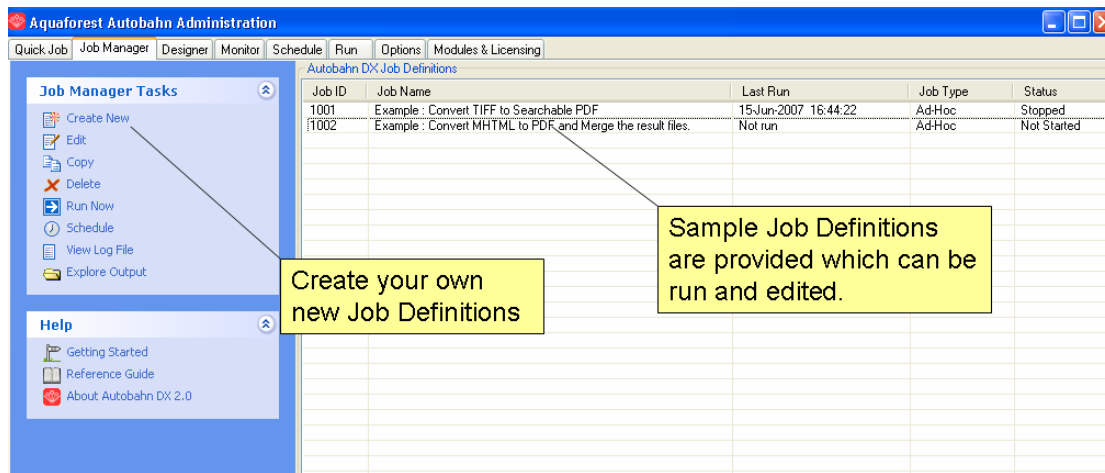 Aquaforest Autobahn Administration
Quick Job Job Manager Designer Monitor Schedule Run Options Modules & Licensing
Job Manager Tasks
Create New
Edit
Copy
Delete
Run Now
Schedule
View Log File
Explore Output
Help
Getting Started
Reference Guide
About Autobahn DX 2.0
Autobahn DX Job Definitions
Job ID Job Name Last Run Job Type Status
1001 Example : Convert TIFF to Searchable PDF 15-Jun-2007 16:44:22 Ad-Hoc Stopped
1002 Example : Convert MHTML to PDF and Merge the result files. Not run Ad-Hoc Not Started
Create your own
new Job Definitions
Sample Job Definitions
are provided which can be
run and edited.